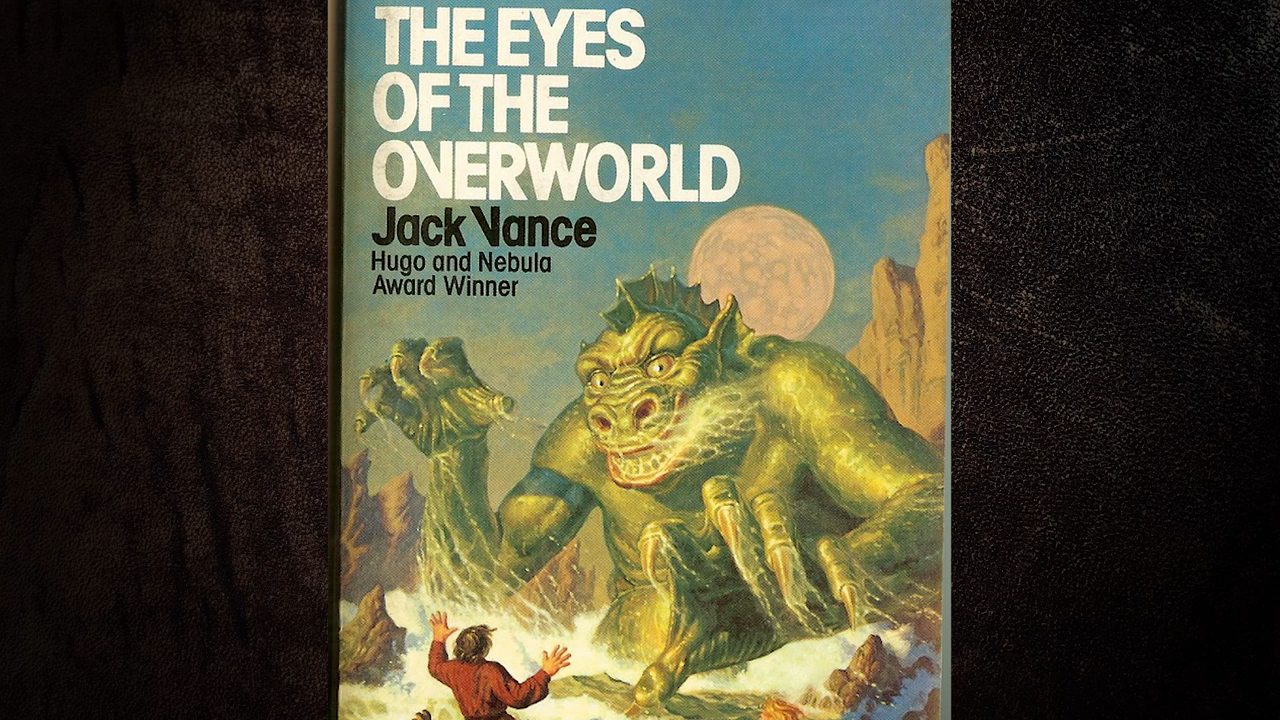 THE EYES
OF THE
OVERWORLD
Jack Vance
Hugo and Nebula
Award Winner